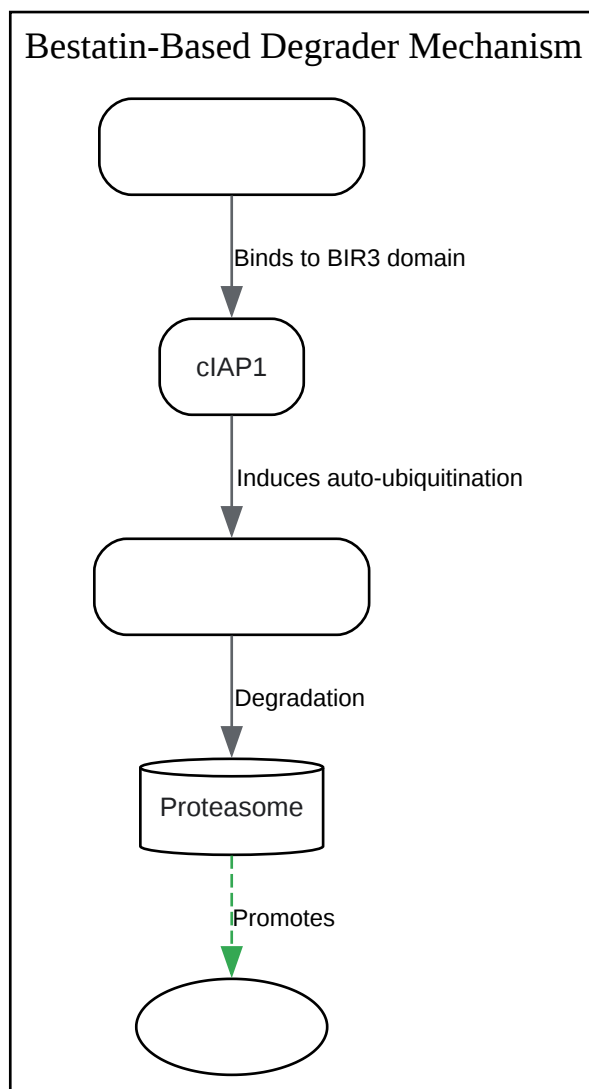 Bestatin-Based Degrader Mechanism
Binds to BIR3 domain
cIAP1
Induces auto-ubiquitination
Degradation
Proteasome
Promotes